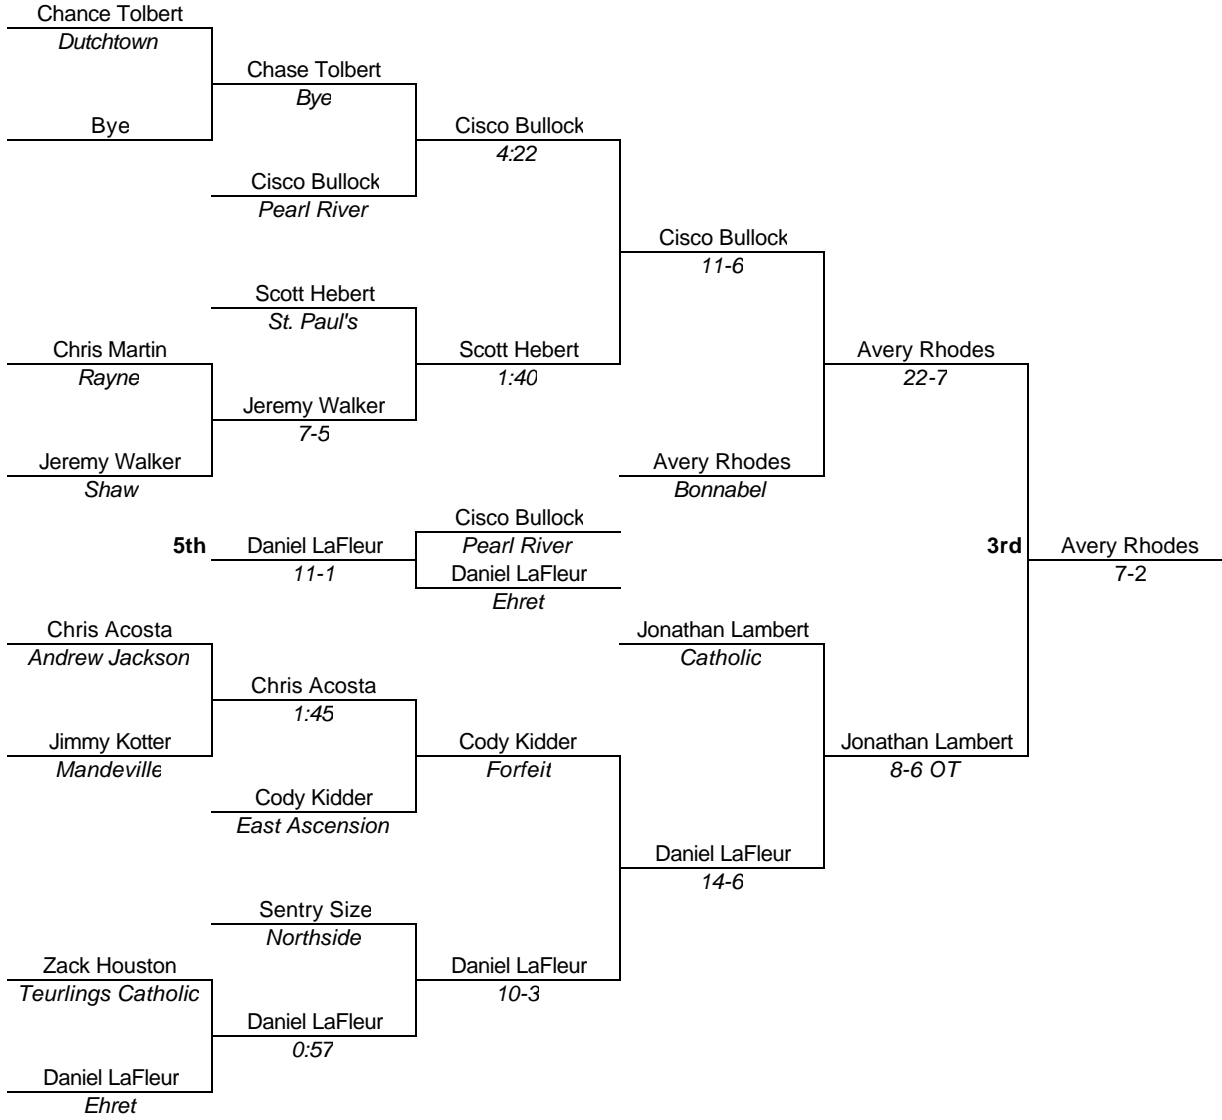 Chance Tolbert
Dutchtown
Chase Tolbert
Bye
Bye
Cisco Bullock
4:22
Cisco Bullock
Pearl River
Cisco Bullock
11-6
Scott Hebert
St. Paul's
Chris Martin
Rayne
Scott Hebert
1:40
Avery Rhodes
22-7
Jeremy Walker
7-5
Jeremy Walker
Shaw
Avery Rhodes
Bonnabel
Cisco Bullock
Pearl River
5th
Daniel LaFleur
11-1
3rd
Avery Rhodes
7-2
Daniel LaFleur
Ehret
Chris Acosta
Andrew Jackson
Jonathan Lambert
Catholic
Chris Acosta
1:45
Jimmy Kotter
Mandeville
Cody Kidder
Forfeit
Jonathan Lambert
8-6 OT
Cody Kidder
East Ascension
Daniel LaFleur
14-6
Sentry Size
Northside
Zack Houston
Teurlings Catholic
Daniel LaFleur
10-3
Daniel LaFleur
0:57
Daniel LaFleur
Ehret